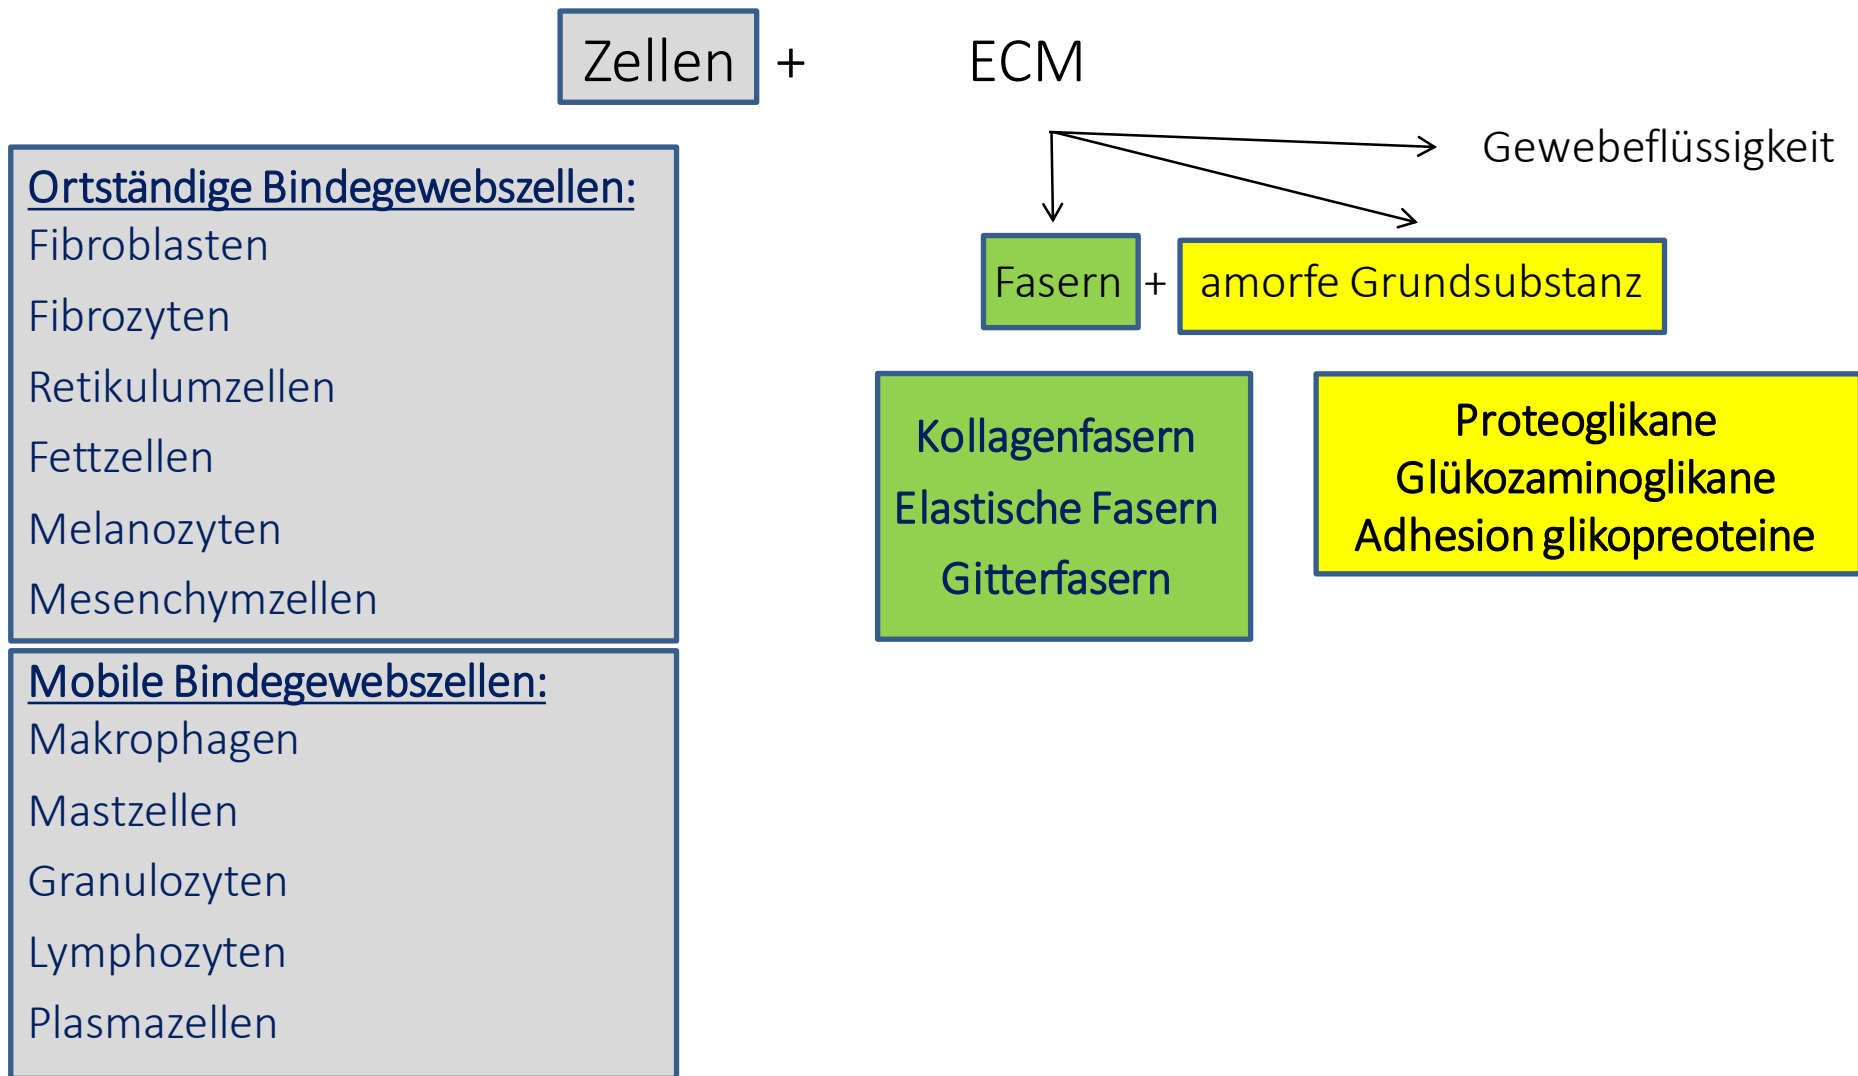 Zellen + ECM
Gewebeflüssigkeit
Fasern + amorfe Grundsubstanz
Ortständige Bindegewebszellen:
Fibroblasten
Fibrozyten
Retikulumzellen
Fettzellen
Melanozyten
Mesenchymzellen
Mobile Bindegewebszellen:
Makrophagen
Mastzellen
Granulozyten
Lymphozyten
Plasmazellen
Kollagenfasern
Elastische Fasern
Gitterfasern
Proteoglikane
Glükozaminoglikane
Adhesion glikopreoteine